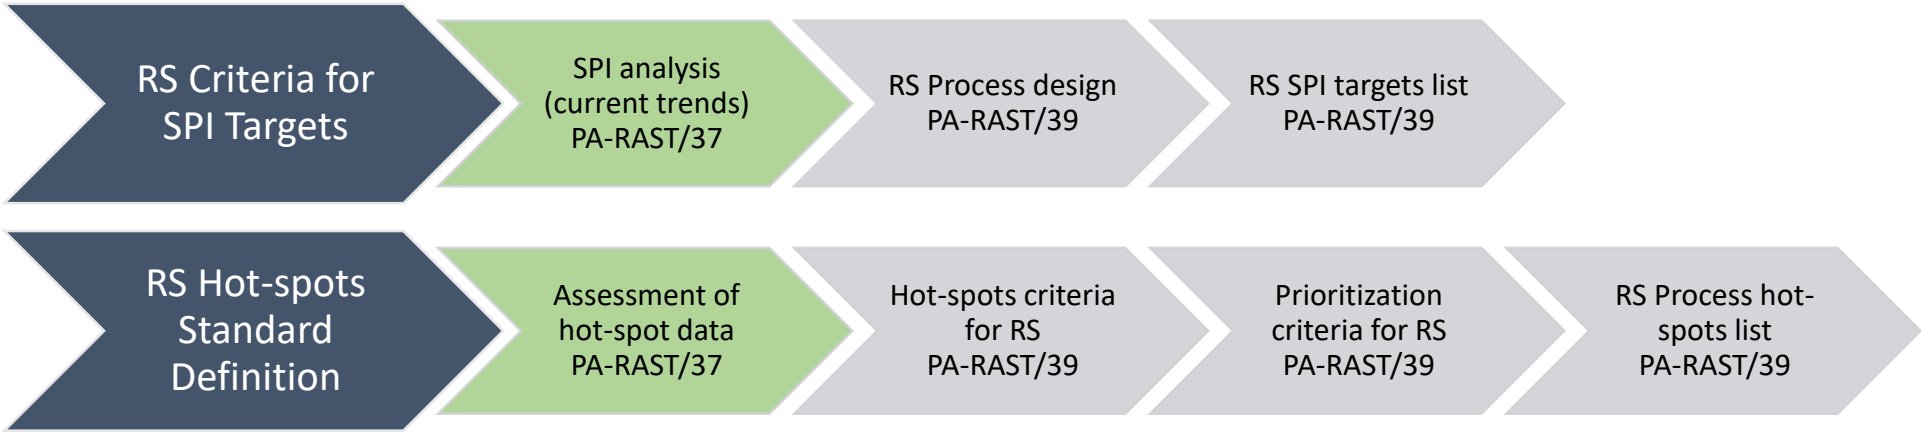 RS Criteria for
SPI Targets
SPI analysis
(current trends)
PA-RAST/37
RS Process design
PA-RAST/39
RS SPI targets list
PA-RAST/39
RS Hot-spots
Standard
Definition
Assessment of
hot-spot data
PA-RAST/37
Hot-spots criteria
for RS
PA-RAST/39
Prioritization
criteria for RS
PA-RAST/39
RS Process hot-
spots list
PA-RAST/39